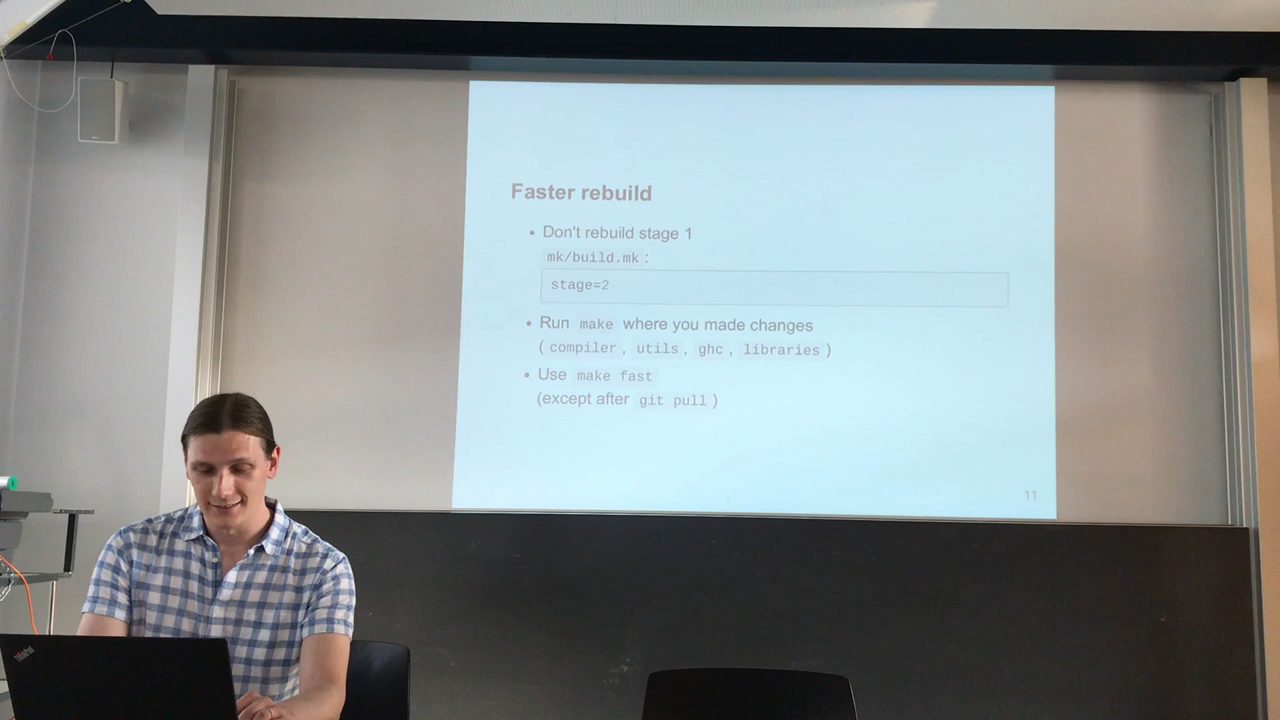 Faster rebuild
• Don't rebuild stage 1
mk/build.mk :
stage=2
• Run make where you made changes
( compiler , utils , ghc , libraries )
• Use make fast
(except after git pull )
11
ThinkPad